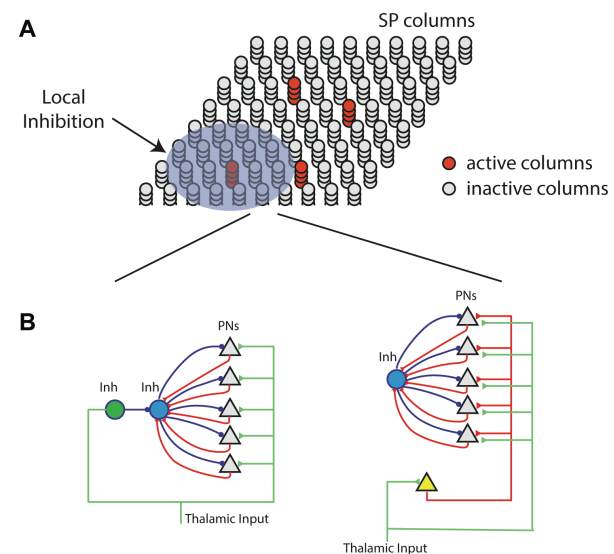 A
SP columns
Local
Inhibition
active columns
inactive columns
B
PNs
Inh
Inh
Thalamic Input
PNs
Inh
Thalamic Input